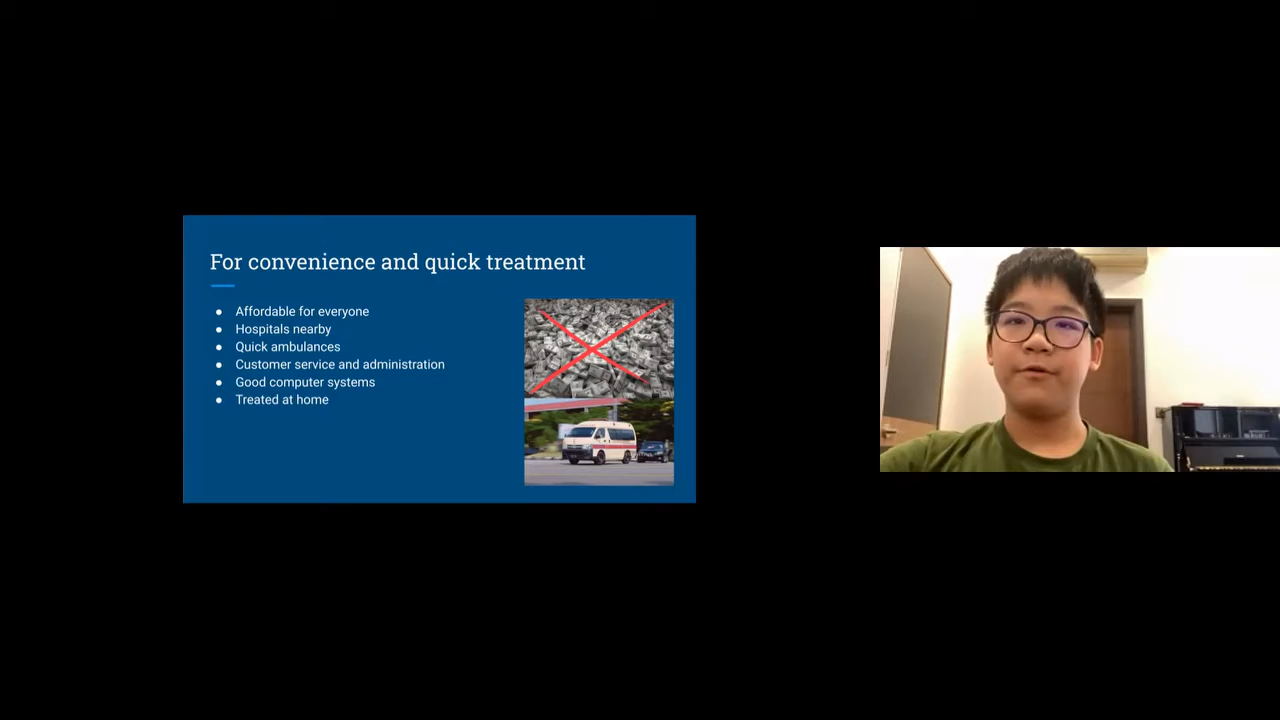 For convenience and quick treatment
● Affordable for everyone
● Hospitals nearby
● Quick ambulances
● Customer service and administration
● Good computer systems
● Treated at home